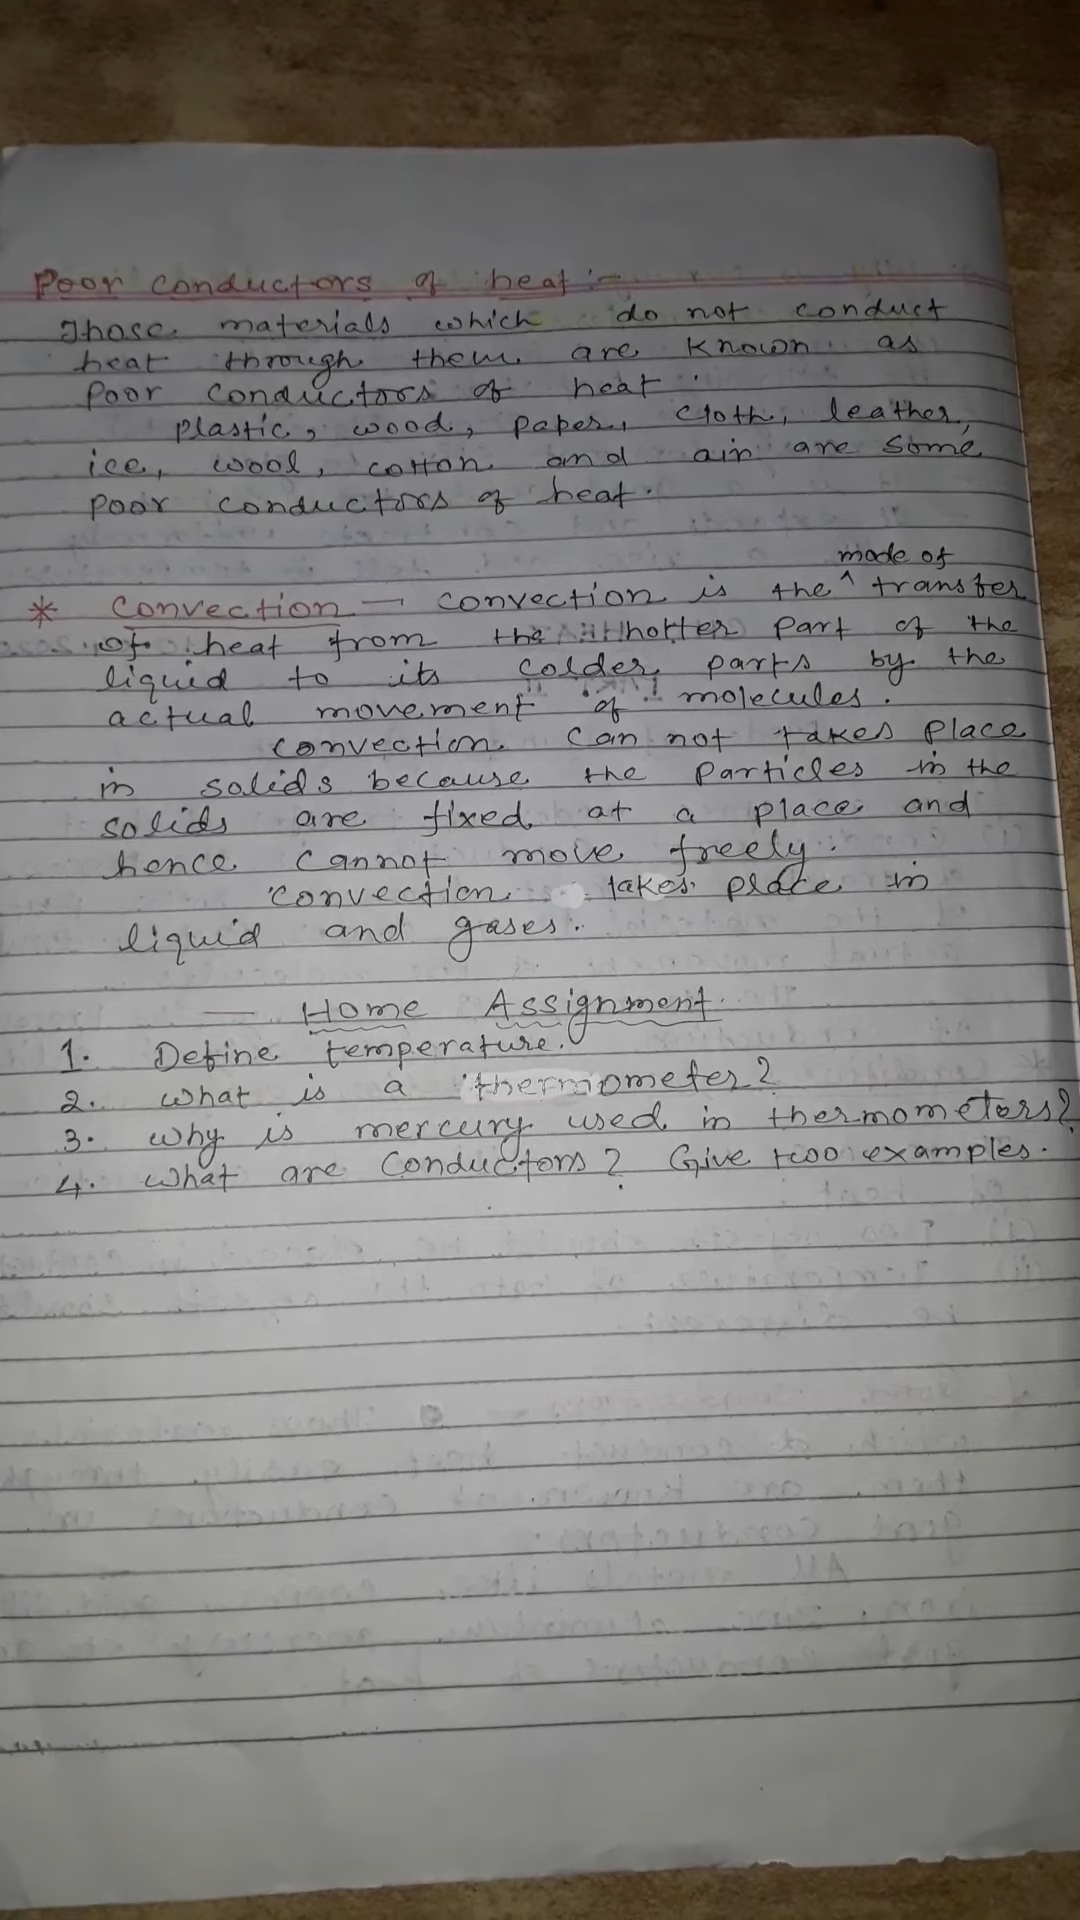 Poor conductors of heat :-
Those materials which do not conduct
heat through them are known as
poor conductors of heat.
Plastic, wood, paper, cloth, leather,
ice, wool, cotton and air are some
poor conductors of heat.
mode of
* Convection - convection is the ^ transfer
of heat from the hotter part of the
liquid to its colder parts by the
actual movement of molecules.
convection can not takes place
in solids because the particles in the
solids are fixed at a place and
hence cannot move freely.
convection takes place in
liquid and gases.
— Home Assignment.
1. Define temperature.
2. what is a thermometer?
3. why is mercury used in thermometers?
4. what are conductors? Give two examples.